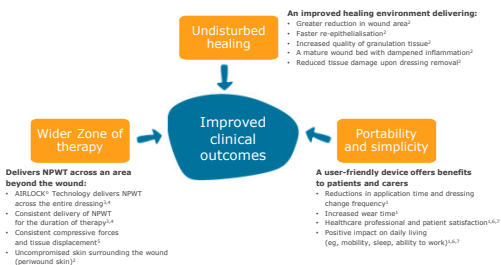 Undisturbed
healing
An improved healing environment delivering:
• Greater reduction in wound area²
• Faster re-epithelialisation²
• Increased quality of granulation tissue²
• A mature wound bed with dampened inflammation²
• Reduced tissue damage upon dressing removal²
Improved
clinical
outcomes
Wider Zone of
therapy
Delivers NPWT across an area
beyond the wound:
• AIRLOCK° Technology delivers NPWT
across the entire dressing³,⁴
• Consistent delivery of NPWT
for the duration of therapy³,⁴
• Consistent compressive forces
and tissue displacement⁵
• Uncompromised skin surrounding the wound
(periwound skin)²
Portability
and simplicity
A user-friendly device offers benefits
to patients and carers
• Reductions in application time and dressing
change frequency¹
• Increased wear time¹
• Healthcare professional and patient satisfaction¹,⁶,⁷
• Positive impact on daily living
(eg, mobility, sleep, ability to work)¹,⁶,⁷